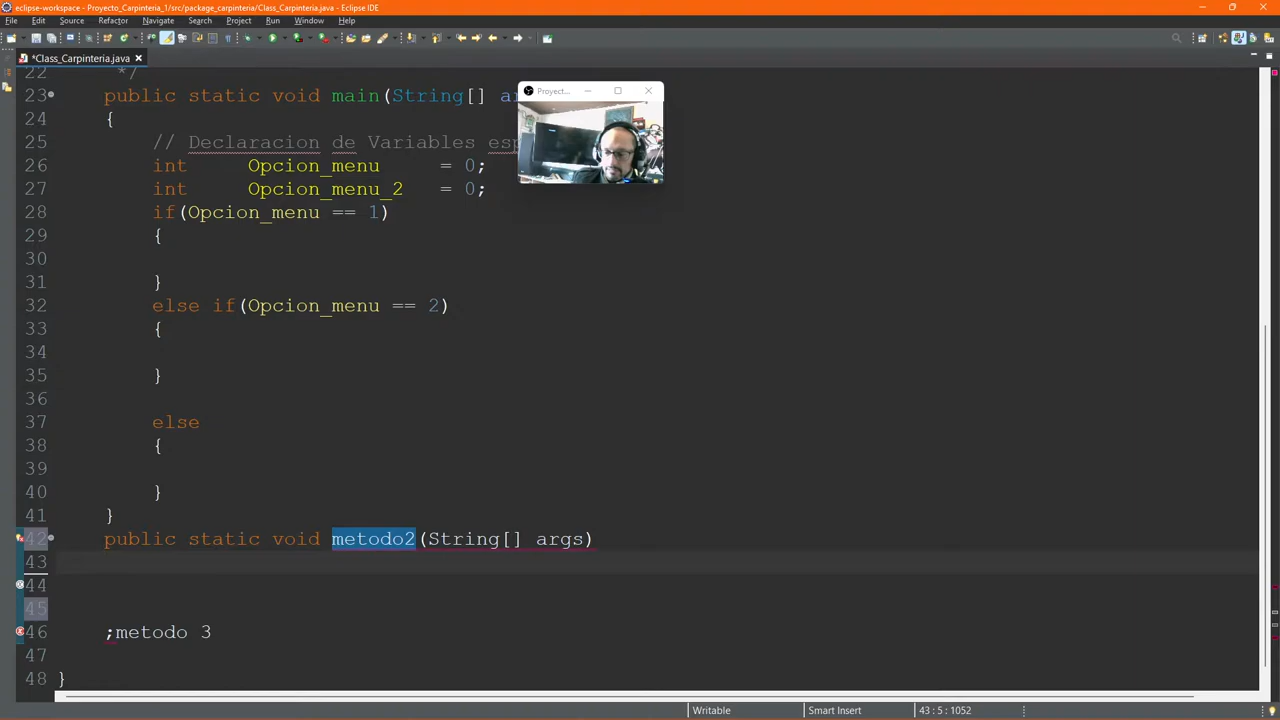 eclipse-workspace - Proyecto_Carpinteria_1/src/package_carpinteria/Class_Carpinteria.java - Eclipse IDE
File Edit Source Refactor Navigate Search Project Run Window Help
*Class_Carpinteria.java
22 */
23 public static void main(String[] a
Proyect...
24 {
25 // Declaracion de Variables esp
26 int Opcion_menu = 0;
27 int Opcion_menu_2 = 0;
28 if(Opcion_menu == 1)
29 {
30
31 }
32 else if(Opcion_menu == 2)
33 {
34
35 }
36
37 else
38 {
39
40 }
41 }
42 public static void metodo2(String[] args)
43
44
45
46 ;metodo 3
47
48 }
Writable Smart Insert 43 : 5 : 1052